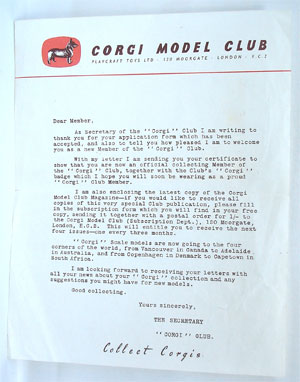 CORGI MODEL CLUB
PLAYCRAFT TOYS LTD · 120 MOORGATE · LONDON · E.C.2
Dear Member,
As Secretary of the "Corgi" Club I am writing to
thank you for your application form which has been
accepted, and also to tell you how pleased I am to welcome
you as a new Member of the "Corgi" Club.
With my letter I am sending you your certificate to
show that you are now an official collecting Member of
the "Corgi" Club, together with the Club's "Corgi"
badge which I hope you will soon be wearing as a proud
"Corgi" Club Member.
I am also enclosing the latest copy of the Corgi
Model Club Magazine—if you would like to receive all
copies of this very special Club publication, please fill
in the subscription form which you will find in your free
copy, sending it together with a postal order for 1/- to
the Corgi Model Club (Subscription Dept.), 120 Moorgate
London, E.C.2. This will entitle you to receive the next
four issues—one every three months.
"Corgi" Scale models are now going to the four
corners of the world, from Vancouver in Canada to Adelaide
in Australia, and from Copenhagen in Denmark to Capetown in
South Africa.
I am looking forward to receiving your letters with
all your news about your "Corgi" collection and any
suggestions you might have for new models.
Good collecting.
Yours sincerely,
THE SECRETARY
"CORGI" CLUB.
Collect Corgis